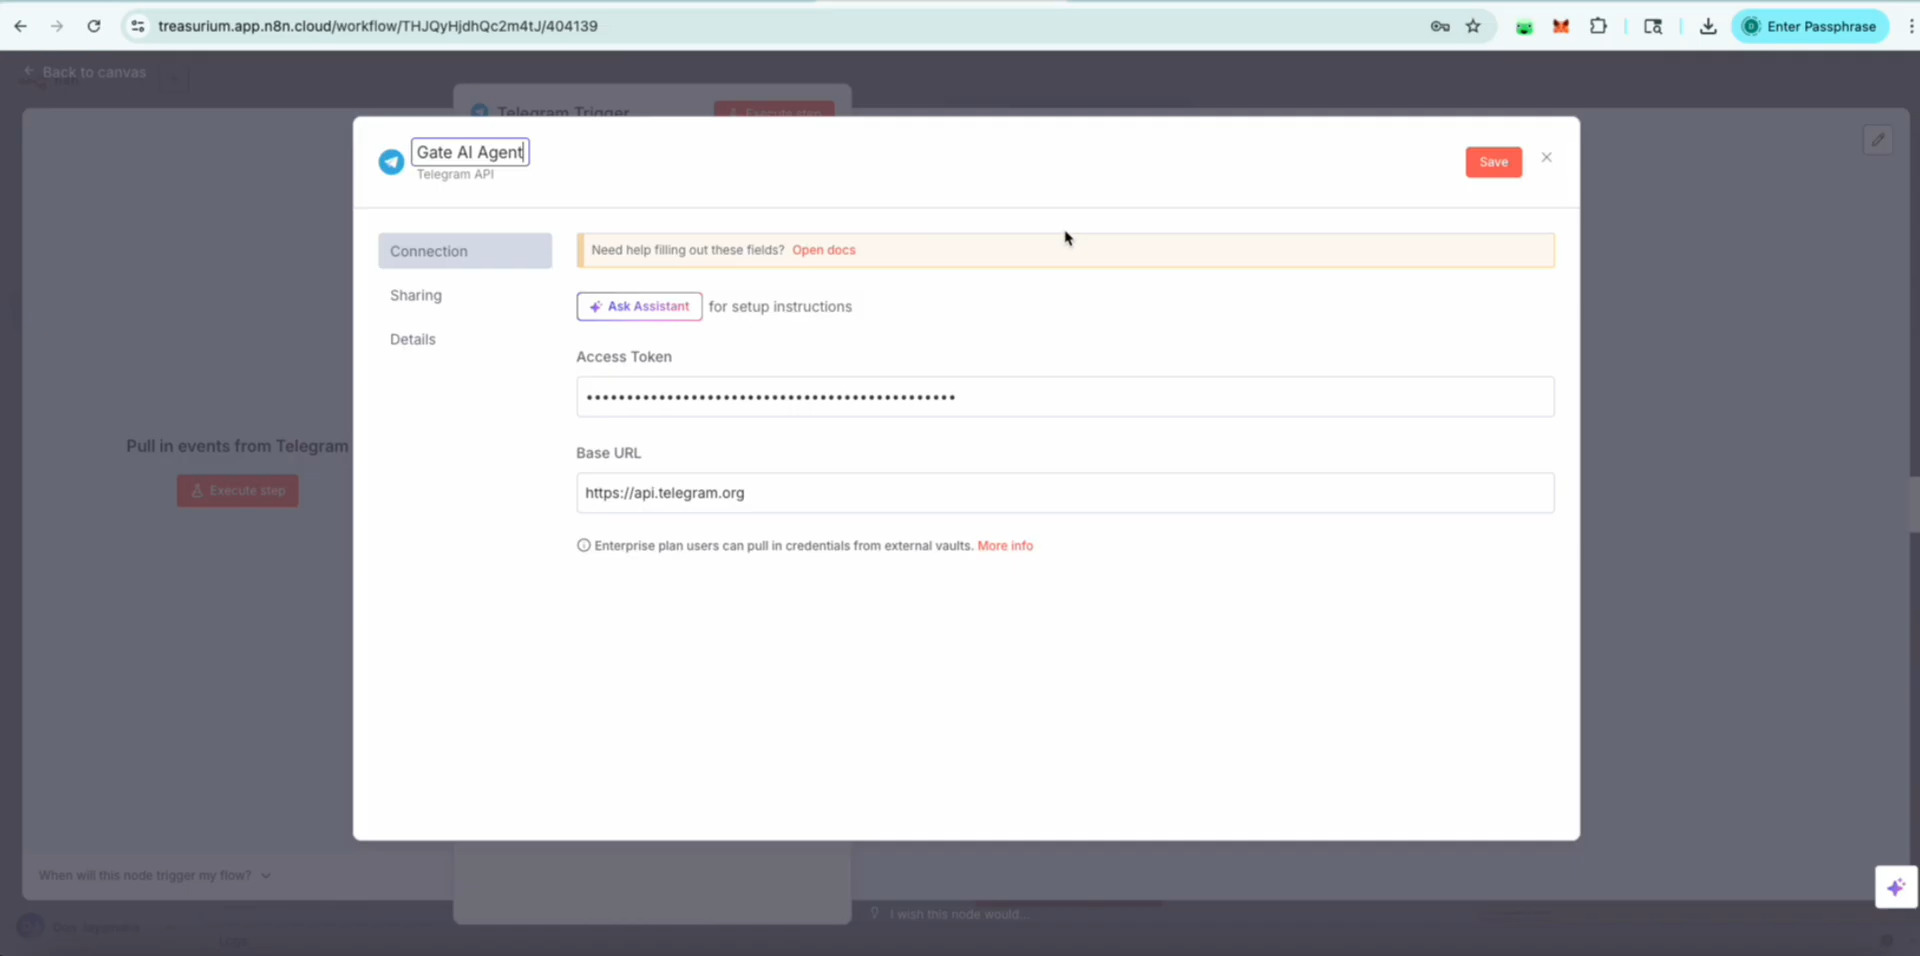 treasurium.app.n8n.cloud/workflow/THJQyHjdhQc2m4tJ/404139
Enter Passphrase
Back to canvas
Telegram Trigger
Execute step
Gate AI Agent
Telegram API
Save
Connection
Sharing
Details
Need help filling out these fields? Open docs
Ask Assistant for setup instructions
Access Token
••••••••••••••••••••••••••••••••••••••••••••••
Base URL
https://api.telegram.org
Enterprise plan users can pull in credentials from external vaults. More info
Pull in events from Telegram
Execute step
When will this node trigger my flow?
I wish this node would...
Logs